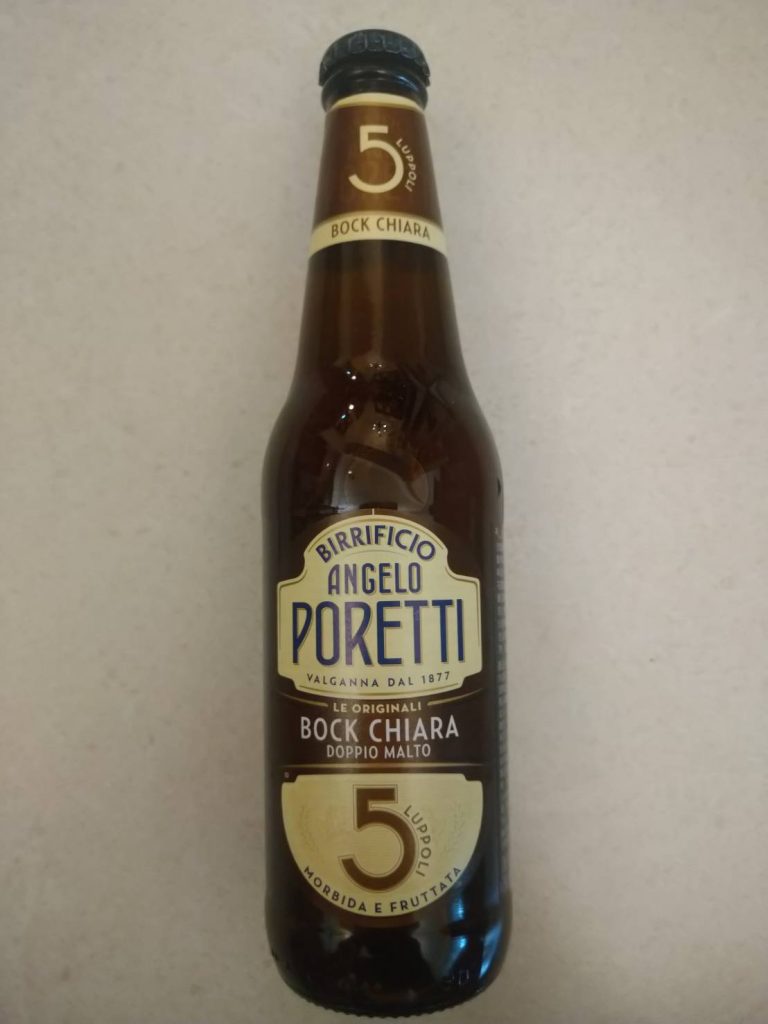 5
LUPPOLI
BOCK CHIARA
BIRRIFICIO
ANGELO
PORETTI
VALGANNA DAL 1877
LE ORIGINALI
BOCK CHIARA
DOPPIO MALTO
5
LUPPOLI
MORBIDA E FRUTTATA